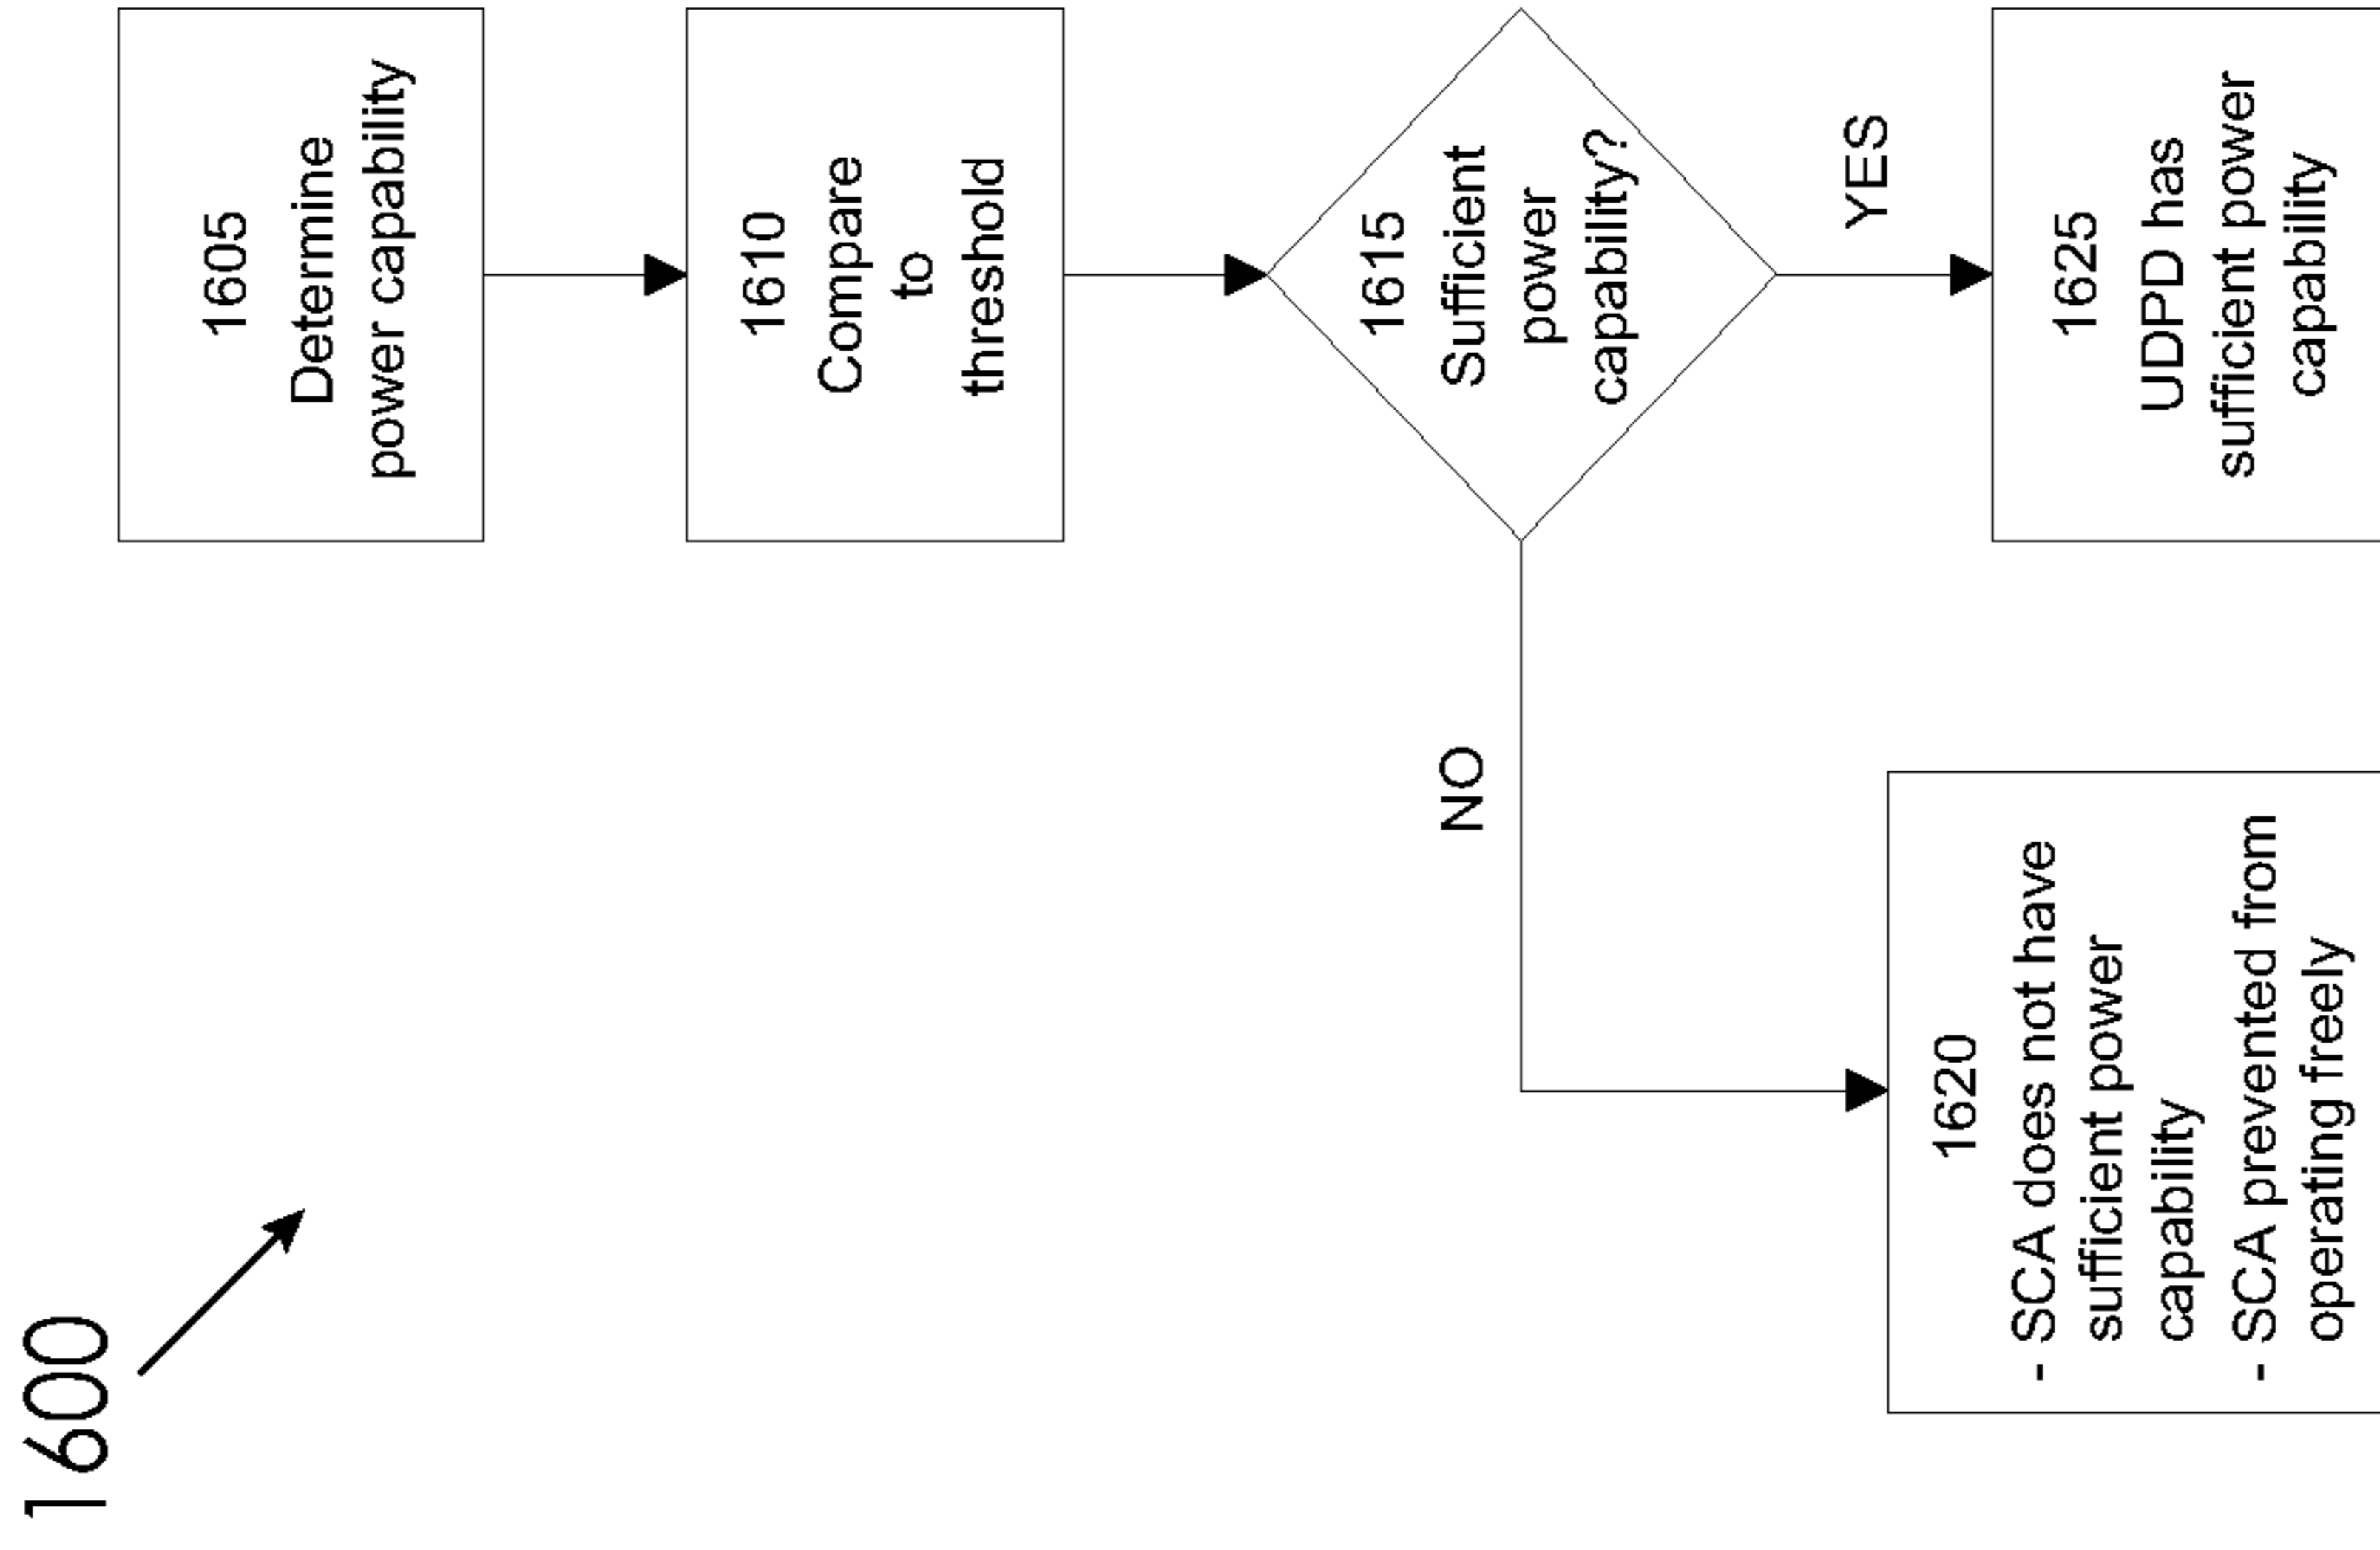 1600
1605
Determine
power capability
1610
Compare
to
threshold
1615
Sufficient
power
capability?
NO
YES
1620
- SCA does not have
sufficient power
capability
- SCA prevented from
operating freely
1625
UDPD has
sufficient power
capability